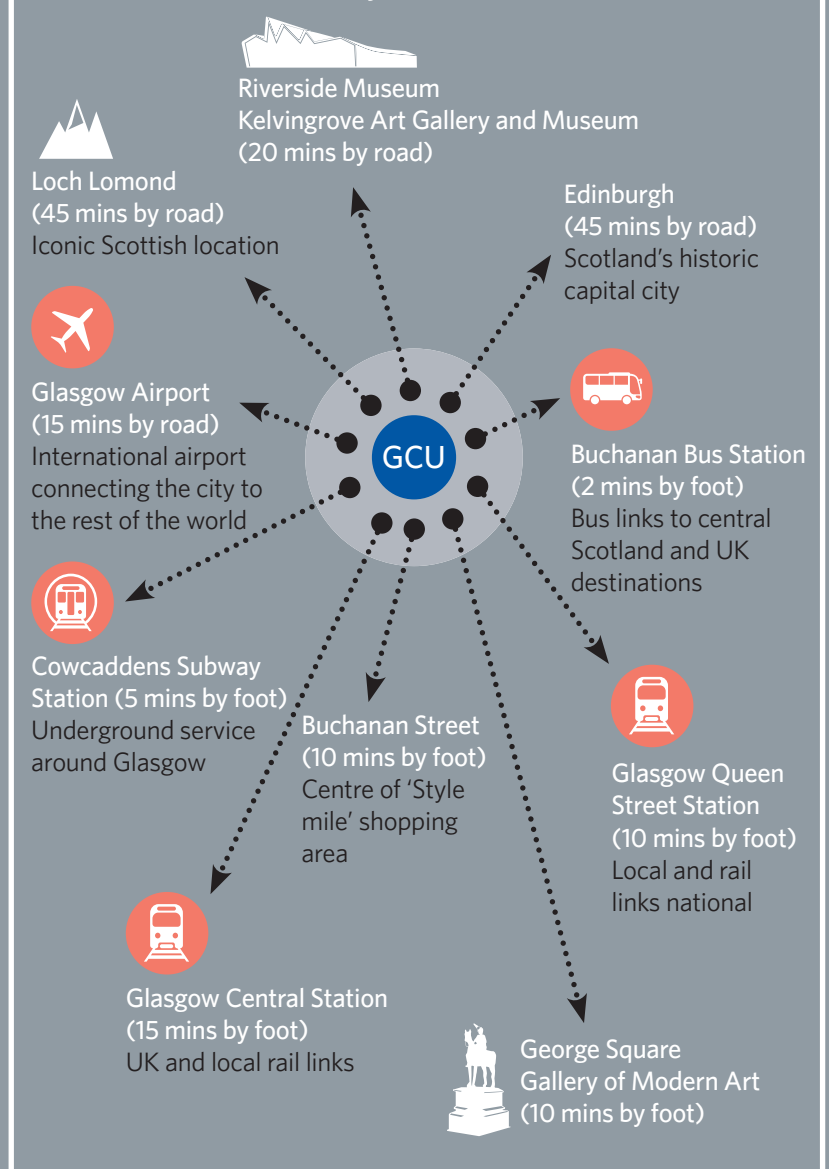 Riverside Museum
Kelvingrove Art Gallery and Museum
(20 mins by road)
Loch Lomond
(45 mins by road)
Iconic Scottish location
Edinburgh
(45 mins by road)
Scotland's historic
capital city
Glasgow Airport
(15 mins by road)
International airport
connecting the city to
the rest of the world
GCU
Buchanan Bus Station
(2 mins by foot)
Bus links to central
Scotland and UK
destinations
Cowcaddens Subway
Station (5 mins by foot)
Underground service
around Glasgow
Buchanan Street
(10 mins by foot)
Centre of ‘Style
mile’ shopping
area
Glasgow Queen
Street Station
(10 mins by foot)
Local and rail
links national
Glasgow Central Station
(15 mins by foot)
UK and local rail links
George Square
Gallery of Modern Art
(10 mins by foot)